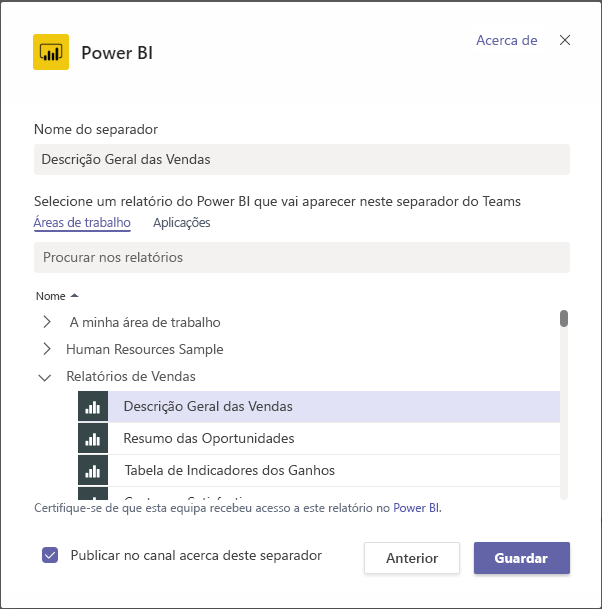 Power BI
Acerca de
Nome do separador
Descrição Geral das Vendas
Selecione um relatório do Power BI que vai aparecer neste separador do Teams
Áreas de trabalho Aplicações
Procurar nos relatórios
Nome
A minha área de trabalho
Human Resources Sample
Relatórios de Vendas
Descrição Geral das Vendas
Resumo das Oportunidades
Tabela de Indicadores dos Ganhos
Certifique-se de que esta equipa recebeu acesso a este relatório no Power BI.
Publicar no canal acerca deste separador
Anterior
Guardar